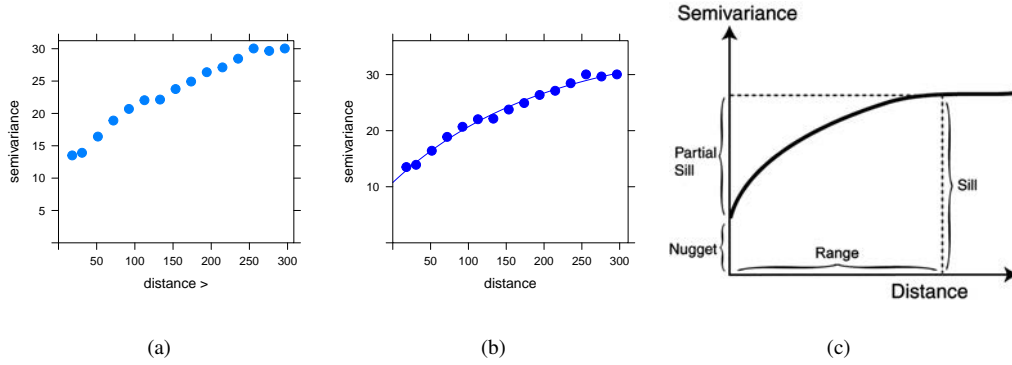 semivariance
30
25
20
15
10
5
50 100 150 200 250 300
distance >
(a)
semivariance
30
20
10
50 100 150 200 250 300
distance
(b)
Semivariance
Partial
Sill
Sill
Nugget
Range
Distance
(c)